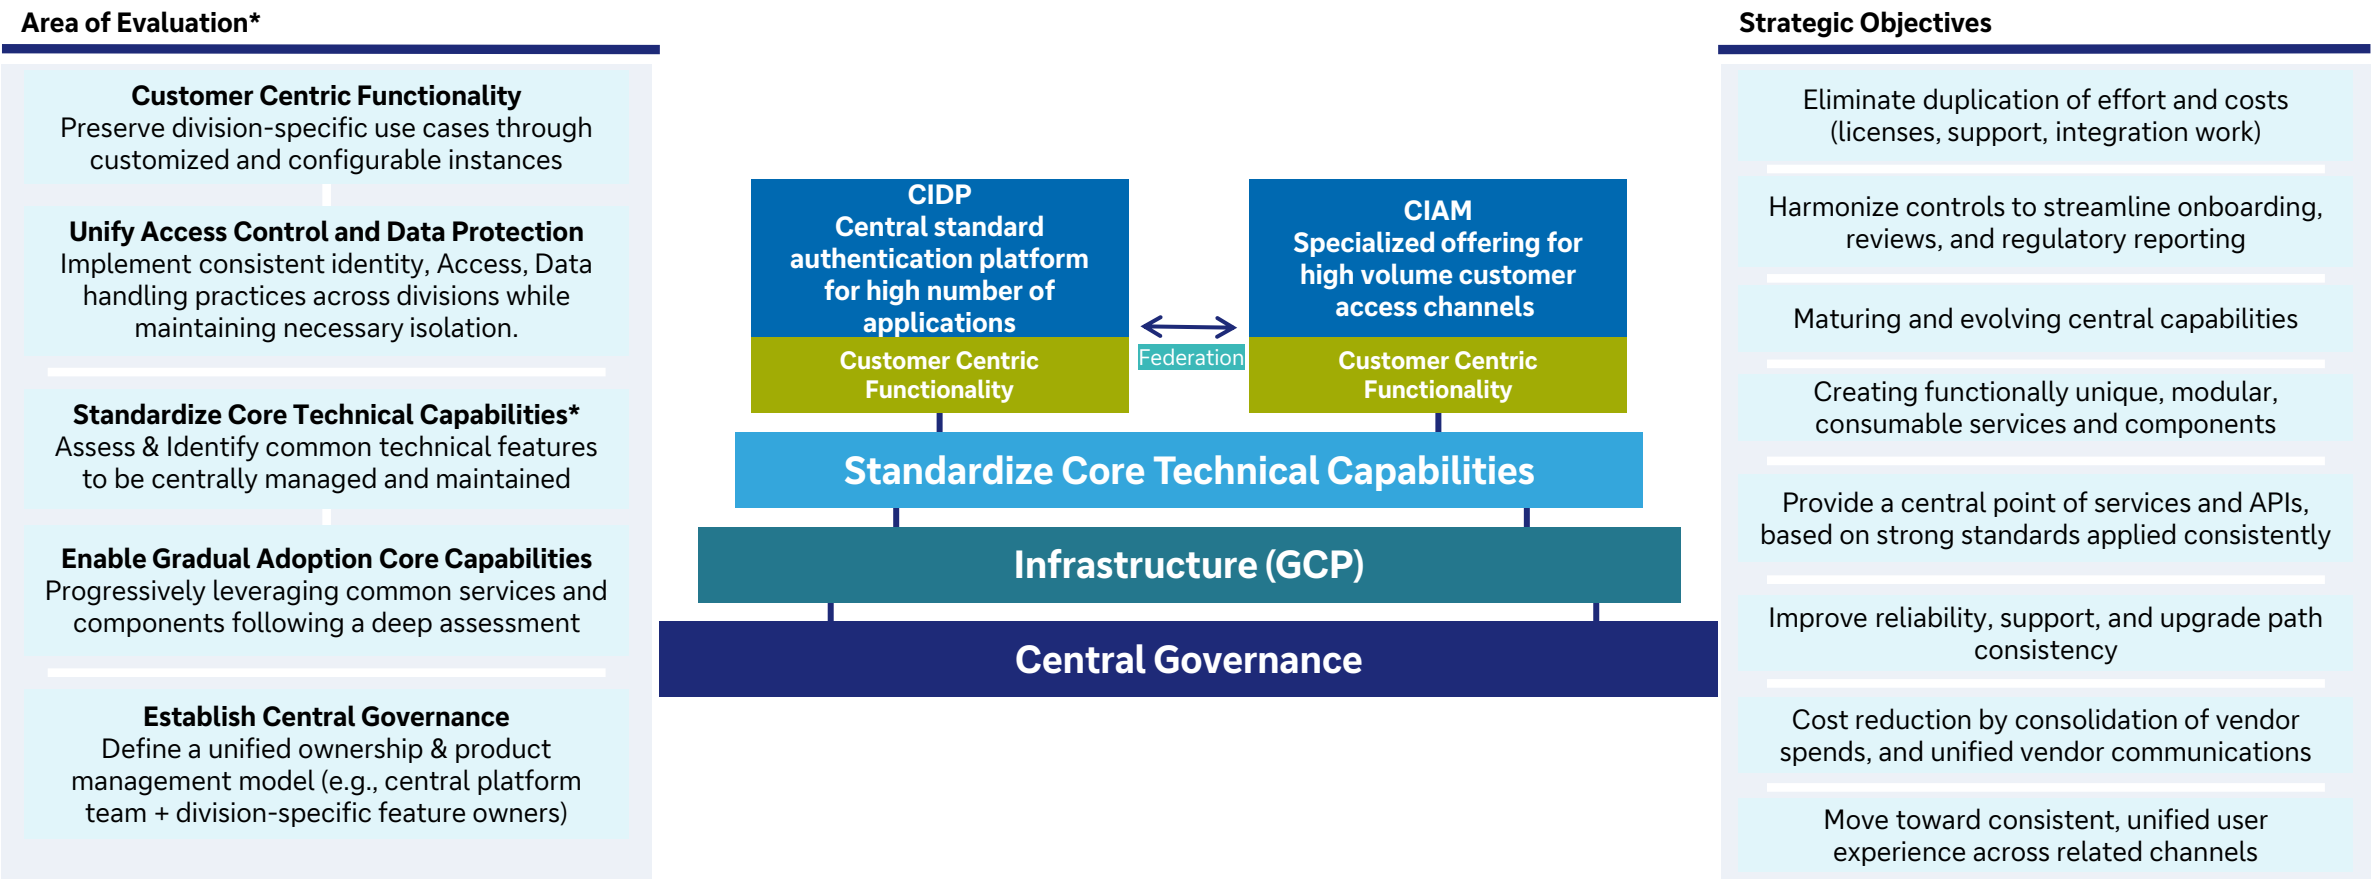 Area of Evaluation*
Customer Centric Functionality
Preserve division-specific use cases through
customized and configurable instances
Unify Access Control and Data Protection
Implement consistent identity, Access, Data
handling practices across divisions while
maintaining necessary isolation.
Standardize Core Technical Capabilities*
Assess & Identify common technical features
to be centrally managed and maintained
Enable Gradual Adoption Core Capabilities
Progressively leveraging common services and
components following a deep assessment
Establish Central Governance
Define a unified ownership & product
management model (e.g., central platform
team + division-specific feature owners)
CIDP
Central standard
authentication platform
for high number of
applications
Customer Centric
Functionality
Federation
CIAM
Specialized offering for
high volume customer
access channels
Customer Centric
Functionality
Standardize Core Technical Capabilities
Infrastructure (GCP)
Central Governance
Strategic Objectives
Eliminate duplication of effort and costs
(licenses, support, integration work)
Harmonize controls to streamline onboarding,
reviews, and regulatory reporting
Maturing and evolving central capabilities
Creating functionally unique, modular,
consumable services and components
Provide a central point of services and APIs,
based on strong standards applied consistently
Improve reliability, support, and upgrade path
consistency
Cost reduction by consolidation of vendor
spends, and unified vendor communications
Move toward consistent, unified user
experience across related channels